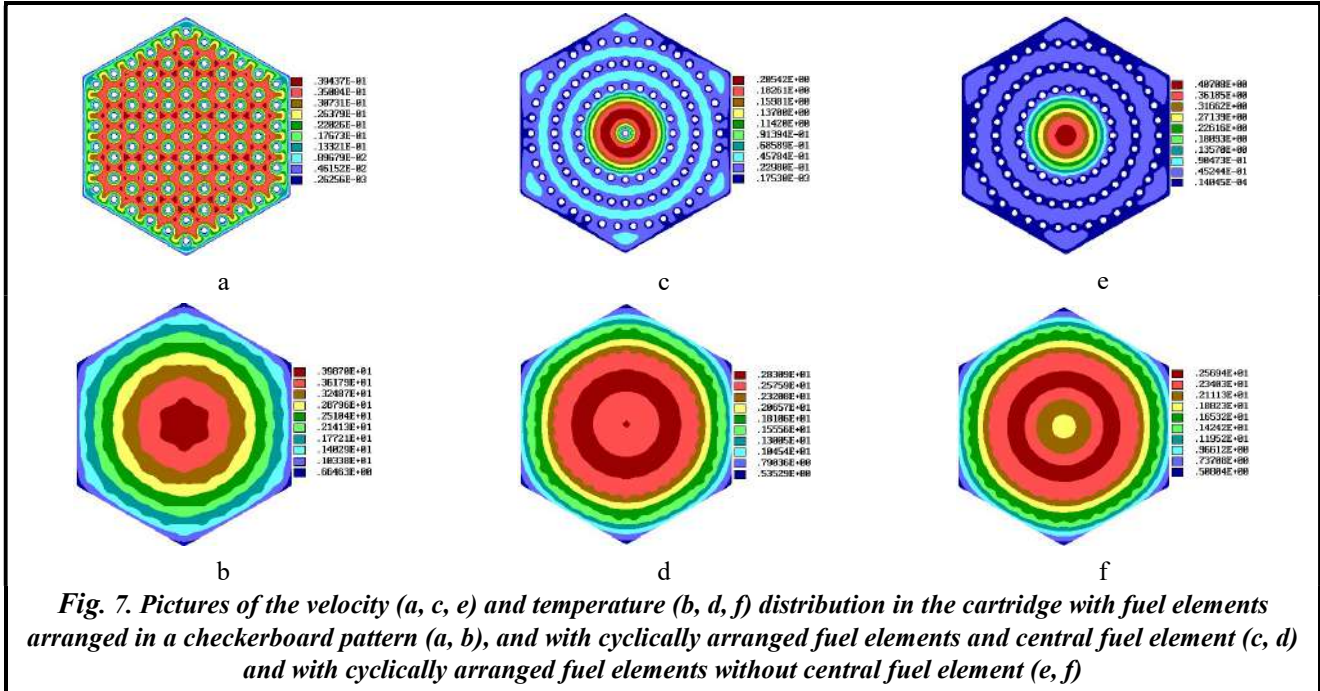 .39437E-01
.35084E-01
.30731E-01
.26379E-01
.22026E-01
.17673E-01
.13321E-01
.89679E-02
.46152E-02
.26256E-03
a
.20542E+00
.18261E+00
.15981E+00
.13700E+00
.11420E+00
.91394E-01
.68589E-01
.45784E-01
.22980E-01
.17530E-03
c
.40708E+00
.36185E+00
.31662E+00
.27139E+00
.22616E+00
.18093E+00
.13570E+00
.90473E-01
.45244E-01
.14045E-04
e
.39870E+01
.36179E+01
.32487E+01
.28796E+01
.25104E+01
.21413E+01
.17721E+01
.14029E+01
.10338E+01
.66463E+00
b
.28309E+01
.25759E+01
.23208E+01
.20657E+01
.18106E+01
.15556E+01
.13005E+01
.10454E+01
.79036E+00
.53529E+00
d
.25694E+01
.23403E+01
.21113E+01
.18823E+01
.16532E+01
.14242E+01
.11952E+01
.96612E+00
.73708E+00
.50804E+00
f
Fig. 7. Pictures of the velocity (a, c, e) and temperature (b, d, f) distribution in the cartridge with fuel elements
arranged in a checkerboard pattern (a, b), and with cyclically arranged fuel elements and central fuel element (c, d)
and with cyclically arranged fuel elements without central fuel element (e, f)